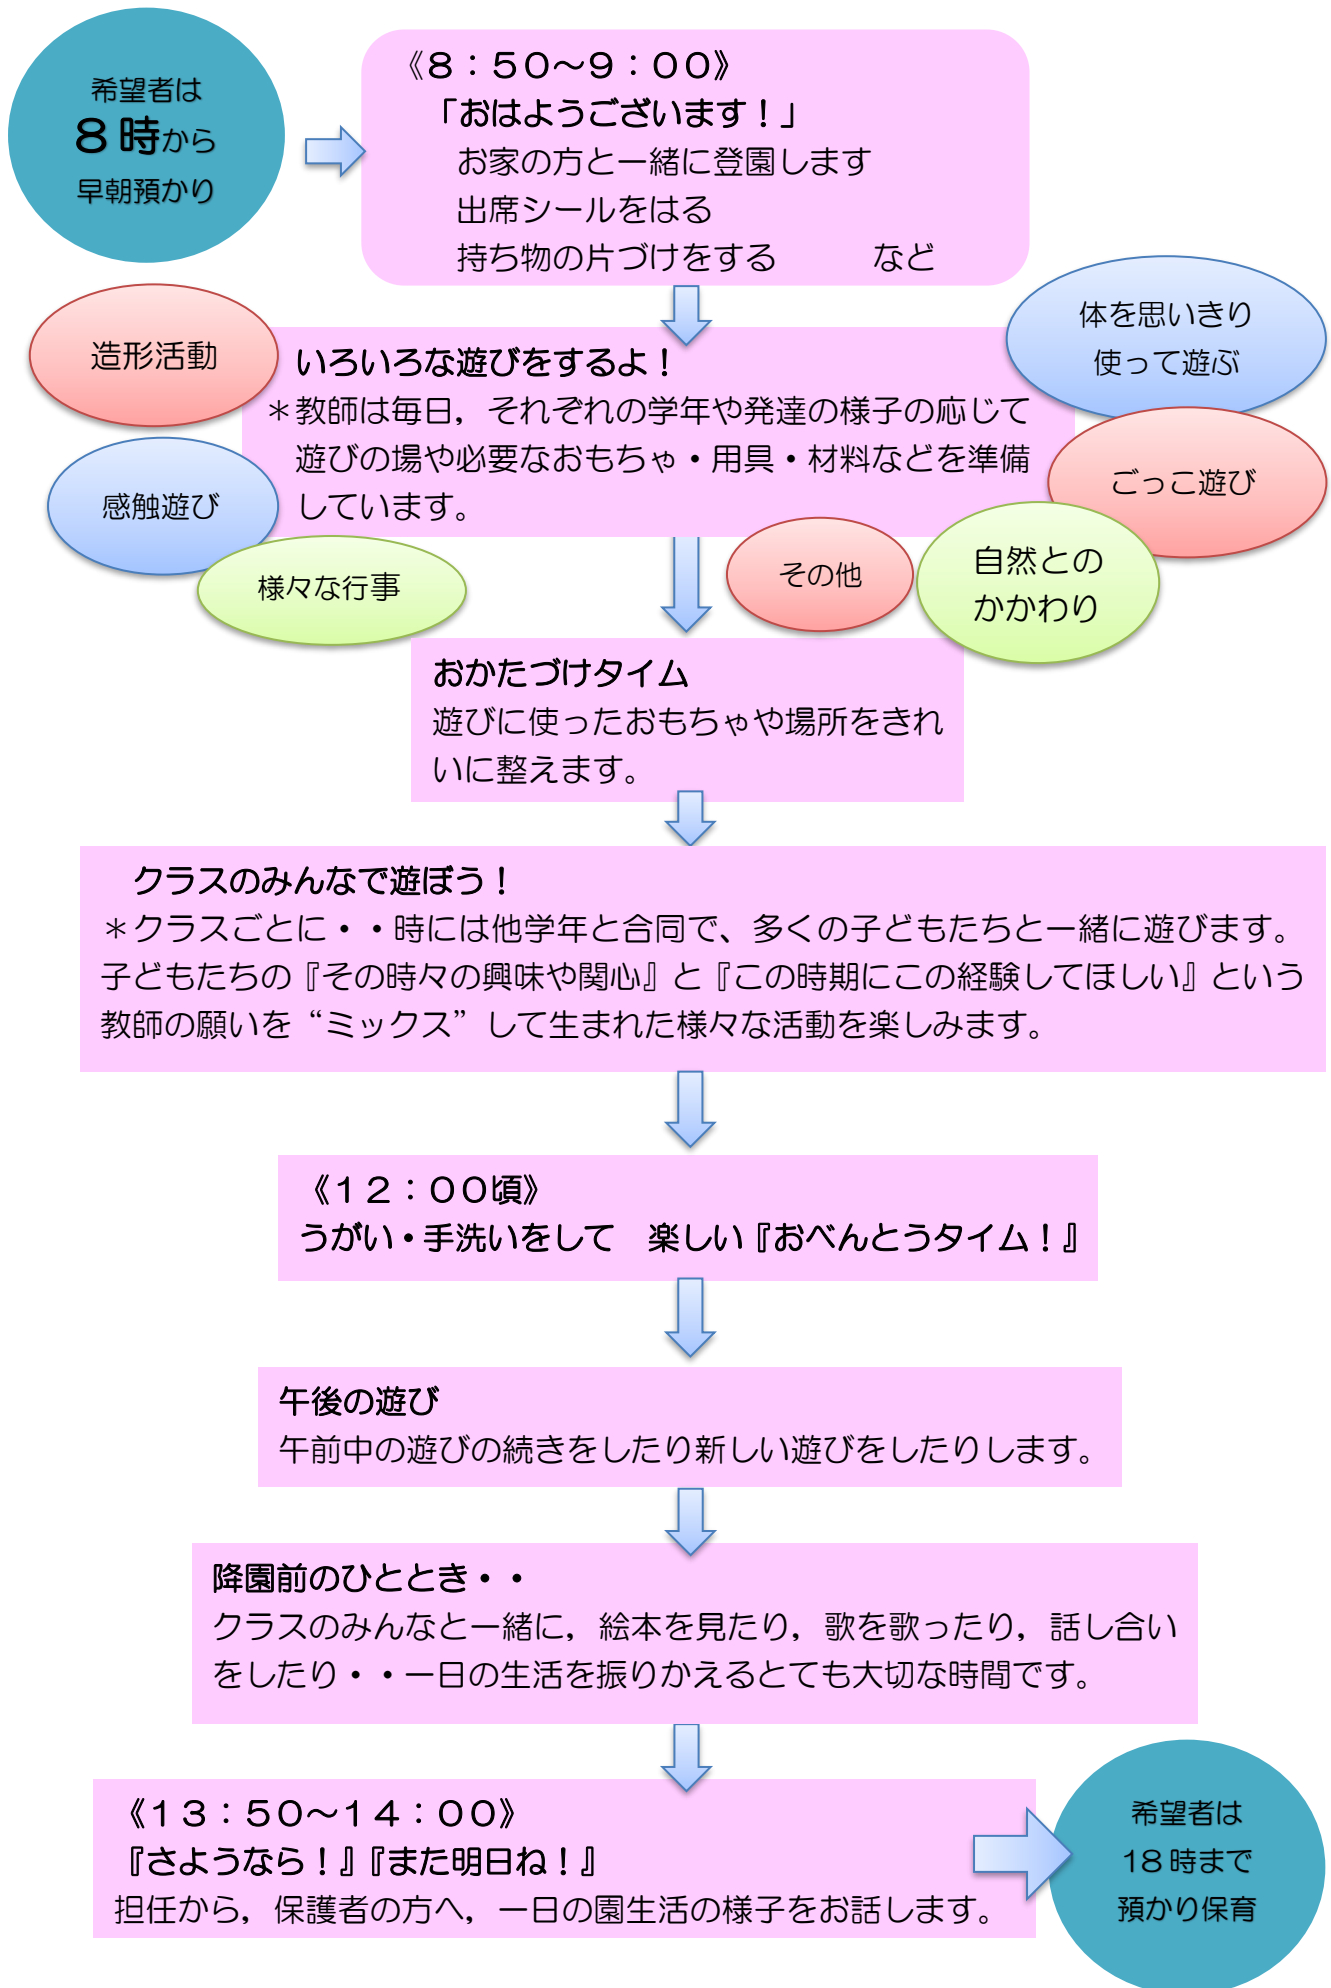 希望者は
８時から
早朝預かり
《８：５０～９：００》
「おはようございます！」
お家の方と一緒に登園します
出席シールをはる
持ち物の片づけをする　　　など
造形活動
体を思いきり
使って遊ぶ
いろいろな遊びをするよ！
＊教師は毎日，それぞれの学年や発達の様子の応じて
遊びの場や必要なおもちゃ・用具・材料などを準備
しています。
感触遊び
ごっこ遊び
様々な行事
その他
自然との
かかわり
おかたづけタイム
遊びに使ったおもちゃや場所をきれ
いに整えます。
クラスのみんなで遊ぼう！
＊クラスごとに・・時には他学年と合同で、多くの子どもたちと一緒に遊びます。
子どもたちの『その時々の興味や関心』と『この時期にこの経験してほしい』という
教師の願いを“ミックス”して生まれた様々な活動を楽しみます。
《１２：００頃》
うがい・手洗いをして　楽しい『おべんとうタイム！』
午後の遊び
午前中の遊びの続きをしたり新しい遊びをしたりします。
降園前のひととき・・
クラスのみんなと一緒に，絵本を見たり，歌を歌ったり，話し合い
をしたり・・一日の生活を振りかえるとても大切な時間です。
《１３：５０～１４：００》
『さようなら！』『また明日ね！』
担任から，保護者の方へ，一日の園生活の様子をお話します。
希望者は
18時まで
預かり保育